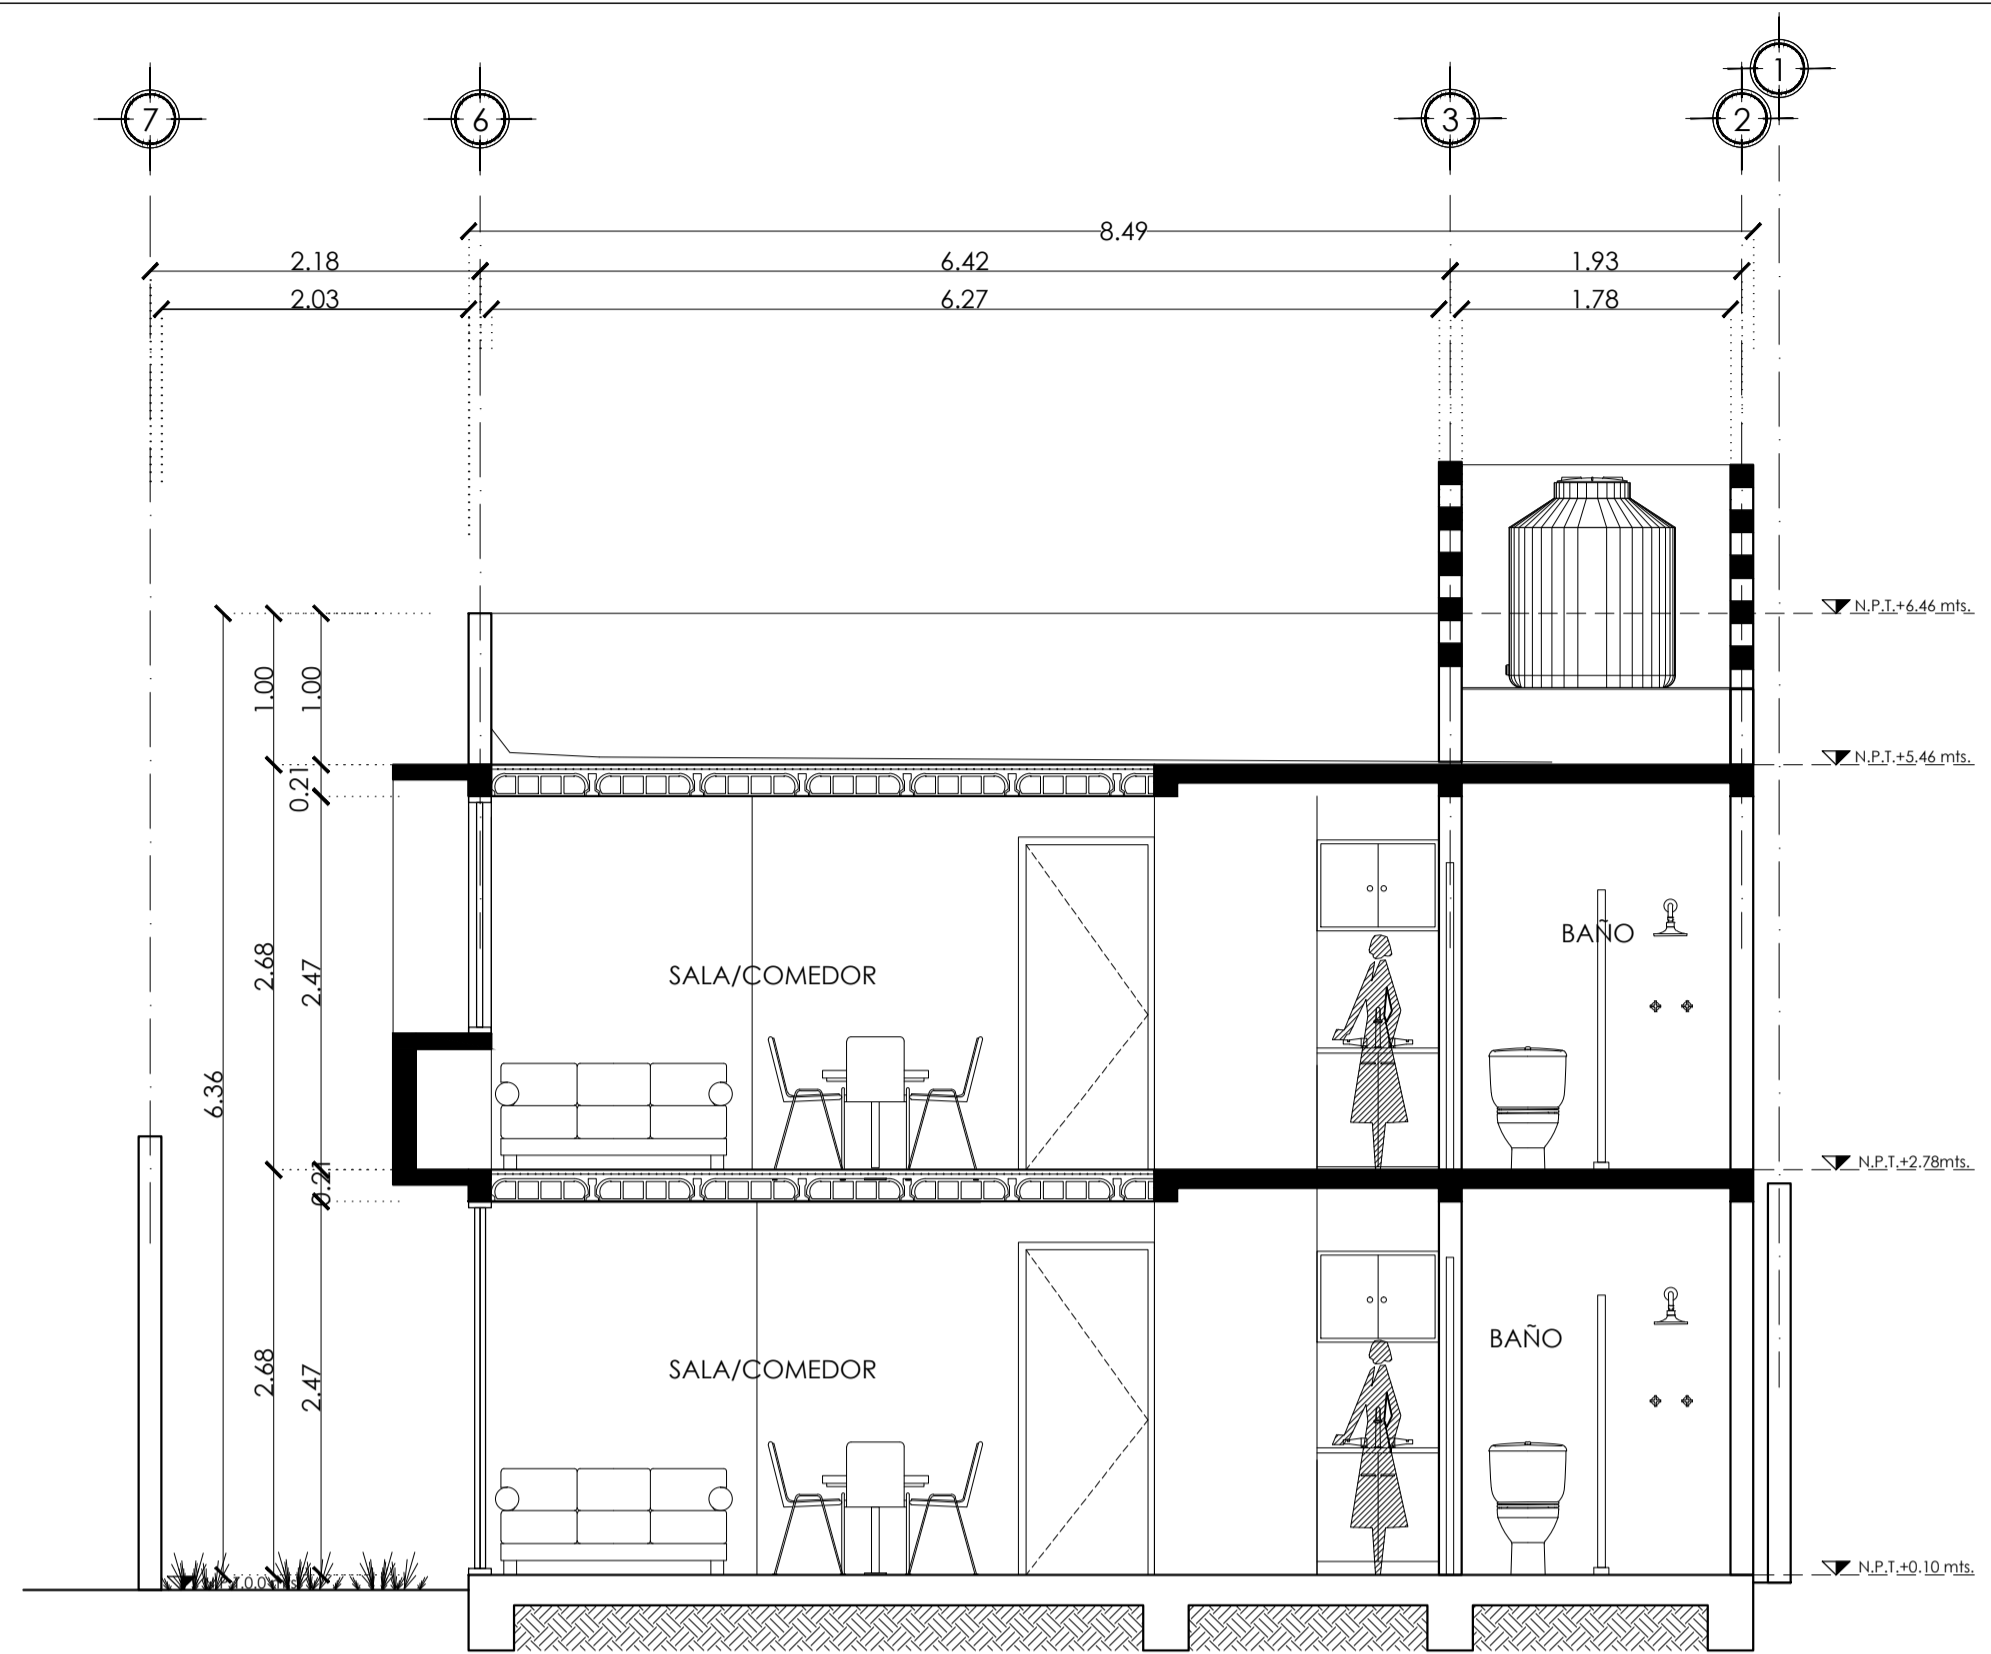 1
7
6
3
2
8.49
2.18
6.42
1.93
2.03
6.27
1.78
N.P.T.+6.46 mts.
1.00
1.00
N.P.T.+5.46 mts.
0.21
BAÑO
SALA/COMEDOR
2.68
2.47
6.36
N.P.T.+2.78mts.
0.21
BAÑO
SALA/COMEDOR
2.68
2.47
N.P.T.+0.10 mts.